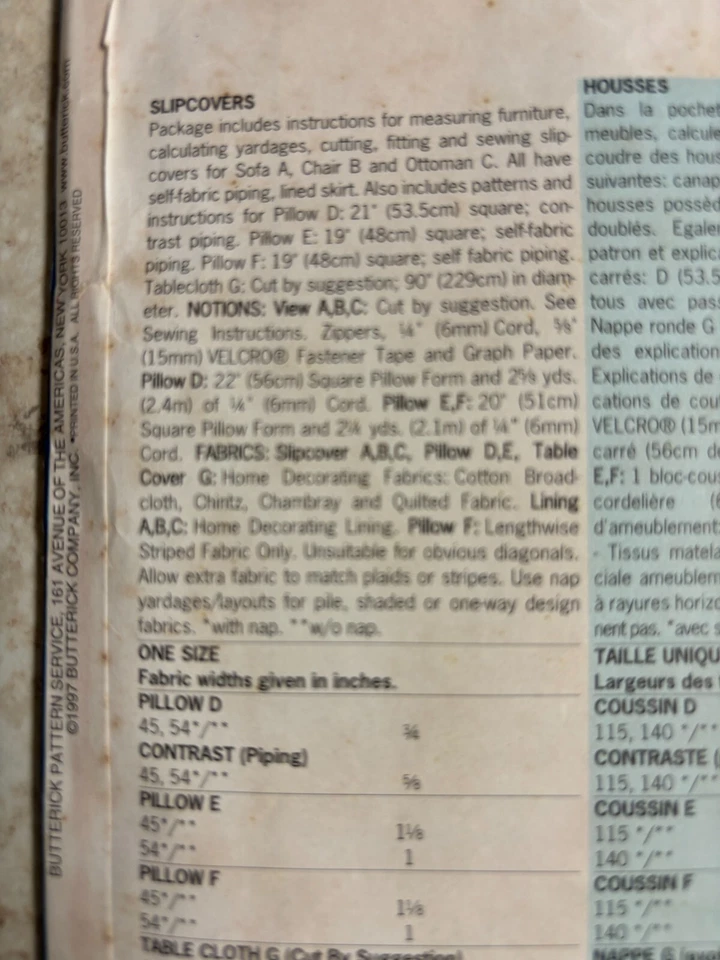 SLIPCOVERS
Package includes instructions for measuring furniture,
calculating yardages, cutting, fitting and sewing slip-
covers for Sofa A, Chair B and Ottoman C. All have
self-fabric piping, lined skirt. Also includes patterns and
instructions for Pillow D: 21" (53.5cm) square; con-
trast piping. Pillow E: 19" (48cm) square; self-fabric
piping. Pillow F: 19" (48cm) square; self fabric piping.
Tablecloth G: Cut by suggestion; 90" (229cm) in diam-
eter. NOTIONS: View A,B,C: Cut by suggestion. See
Sewing Instructions. Zippers, ¼" (6mm) Cord, ⅝"
(15mm) VELCRO® Fastener Tape and Graph Paper.
Pillow D: 22" (56cm) Square Pillow Form and 2⅝ yds.
(2.4m) of ¼" (6mm) Cord. Pillow E,F: 20" (51cm)
Square Pillow Form and 2¼ yds. (2.1m) of ¼" (6mm)
Cord. FABRICS: Slipcover A,B,C, Pillow D,E, Table
Cover G: Home Decorating Fabrics: Cotton Broad-
cloth, Chintz, Chambray and Quilted Fabric. Lining
A,B,C: Home Decorating Lining. Pillow F: Lengthwise
Striped Fabric Only. Unsuitable for obvious diagonals.
Allow extra fabric to match plaids or stripes. Use nap
yardages/layouts for pile, shaded or one-way design
fabrics. *with nap. **w/o nap.
ONE SIZE
Fabric widths given in inches.
PILLOW D
45, 54*/** ¾
CONTRAST (Piping)
45, 54*/** ⅝
PILLOW E
45*/** 1⅛
54*/** 1
PILLOW F
45*/** 1⅛
54*/** 1
TABLE CLOTH G (Cut By Suggestion)
HOUSSES
Dans la pochet
meubles, calcule
coudre des hous
suivantes: canap
housses possèd
doublés. Egaler
patron et explica
carrés: D (53.5
tous avec pass
Nappe ronde G
des explication
Explications de
cations de cou
VELCRO® (15m
carré (56cm de
E,F: 1 bloc-cous
cordelière (6
d'ameublement:
- Tissus matela
ciale ameublem
à rayures horizo
nent pas. *avec s
TAILLE UNIQU
Largeurs des
COUSSIN D
115, 140 */**
CONTRASTE (
115, 140 */**
COUSSIN E
115 */**
140 */**
COUSSIN F
115 */**
140 */**
NAPPE G
BUTTERICK PATTERN SERVICE, 161 AVENUE OF THE AMERICAS, NEW YORK 10013 www.butterick.com
©1997 BUTTERICK COMPANY, INC. •PRINTED IN U.S.A. ALL RIGHTS RESERVED